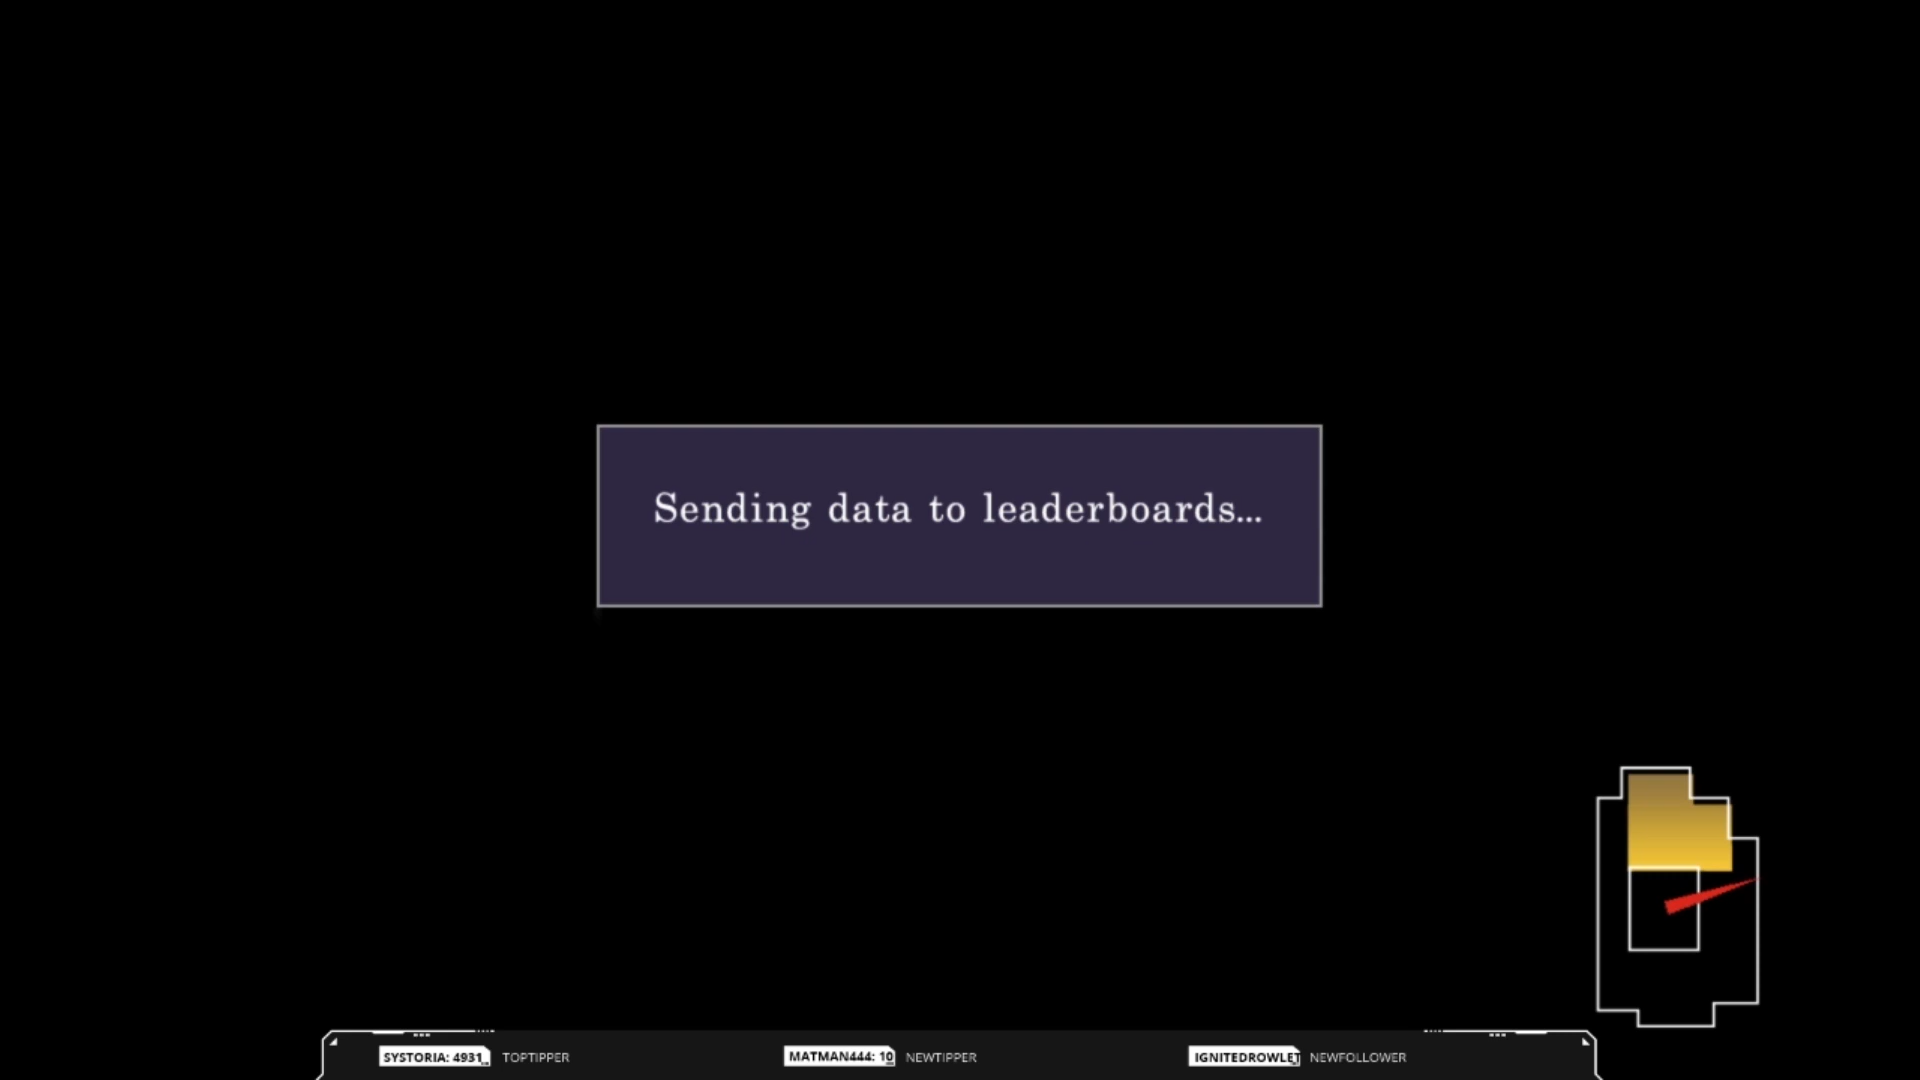 Sending data to leaderboards...
SYSTORIA: 4931 TOPTIPPER
MATMAN444: 10 NEWTIPPER
IGNITEDROWLET NEWFOLLOWER